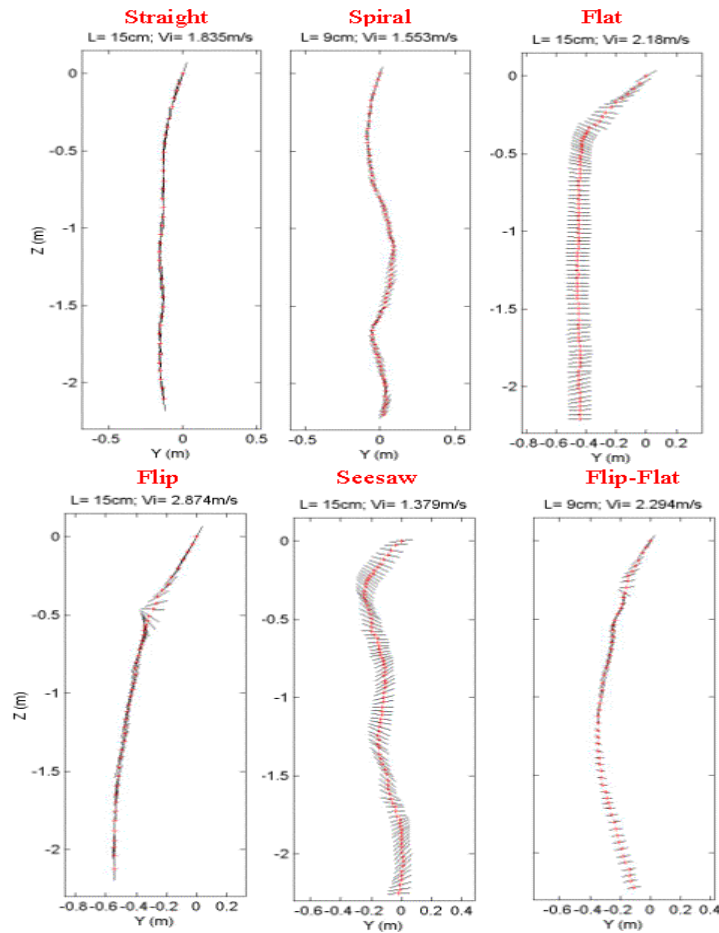 Straight
Spiral
Flat
L= 15cm; Vi= 1.835m/s
L= 9cm; Vi= 1.553m/s
L= 15cm; Vi= 2.18m/s
0
-0.5
-1
-1.5
-2
Z (m)
-0.5 0 0.5
Y (m)
0
-0.5
-1
-1.5
-2
-0.5 0 0.5
Y (m)
0
-0.5
-1
-1.5
-2
-0.8 -0.6 -0.4 -0.2 0 0.2
Y (m)
Flip
Seesaw
Flip-Flat
L= 15cm; Vi= 2.874m/s
L= 15cm; Vi= 1.379m/s
L= 9cm; Vi= 2.294m/s
0
-0.5
-1
-1.5
-2
Z (m)
-0.8 -0.6 -0.4 -0.2 0 0.2
Y (m)
0
-0.5
-1
-1.5
-2
-0.6 -0.4 -0.2 0 0.2 0.4
Y (m)
0
-0.5
-1
-1.5
-2
-0.6 -0.4 -0.2 0 0.2
Y (m)